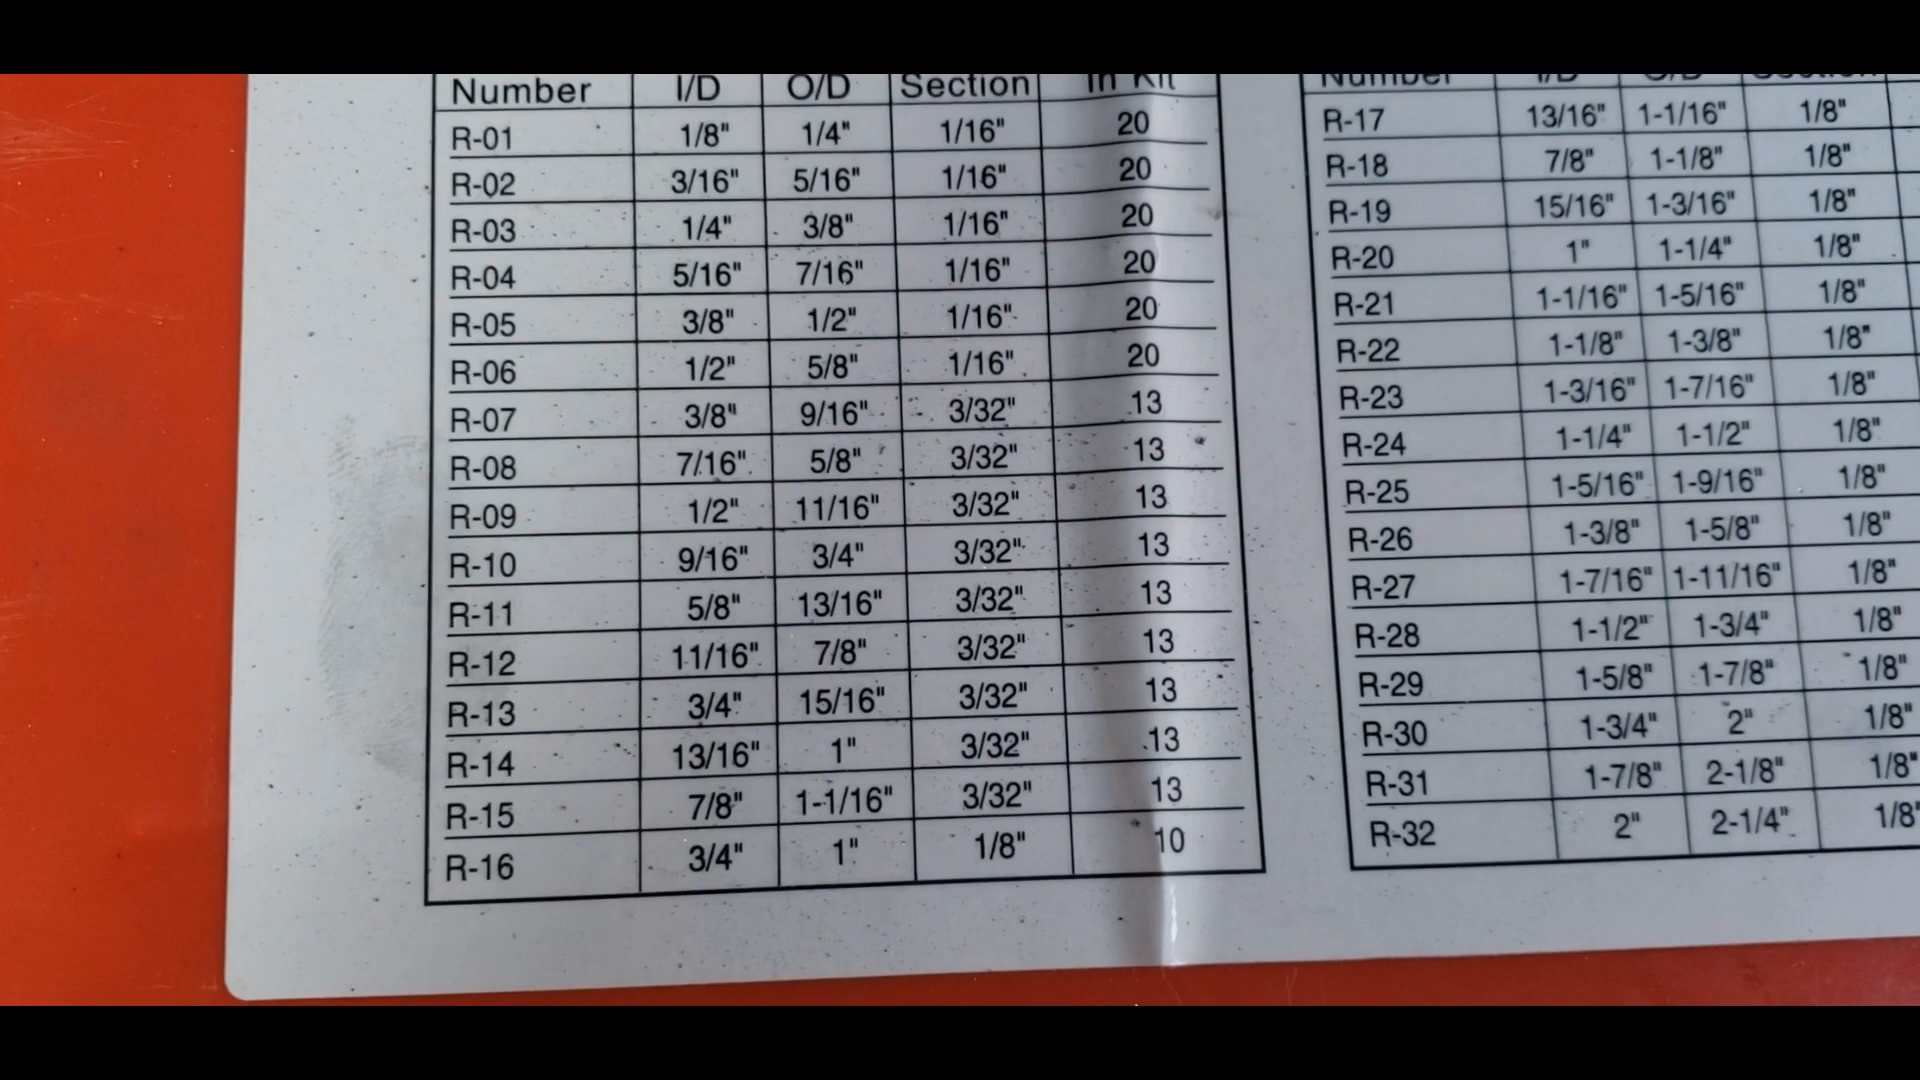 Number I/D O/D Section In Kit
R-01 1/8" 1/4" 1/16" 20
R-02 3/16" 5/16" 1/16" 20
R-03 1/4" 3/8" 1/16" 20
R-04 5/16" 7/16" 1/16" 20
R-05 3/8" 1/2" 1/16" 20
R-06 1/2" 5/8" 1/16" 20
R-07 3/8" 9/16" 3/32" 13
R-08 7/16" 5/8" 3/32" 13
R-09 1/2" 11/16" 3/32" 13
R-10 9/16" 3/4" 3/32" 13
R-11 5/8" 13/16" 3/32" 13
R-12 11/16" 7/8" 3/32" 13
R-13 3/4" 15/16" 3/32" 13
R-14 13/16" 1" 3/32" 13
R-15 7/8" 1-1/16" 3/32" 13
R-16 3/4" 1" 1/8" 10
Number I/D O/D Section
R-17 13/16" 1-1/16" 1/8"
R-18 7/8" 1-1/8" 1/8"
R-19 15/16" 1-3/16" 1/8"
R-20 1" 1-1/4" 1/8"
R-21 1-1/16" 1-5/16" 1/8"
R-22 1-1/8" 1-3/8" 1/8"
R-23 1-3/16" 1-7/16" 1/8"
R-24 1-1/4" 1-1/2" 1/8"
R-25 1-5/16" 1-9/16" 1/8"
R-26 1-3/8" 1-5/8" 1/8"
R-27 1-7/16" 1-11/16" 1/8"
R-28 1-1/2" 1-3/4" 1/8"
R-29 1-5/8" 1-7/8" 1/8"
R-30 1-3/4" 2" 1/8"
R-31 1-7/8" 2-1/8" 1/8"
R-32 2" 2-1/4" 1/8"